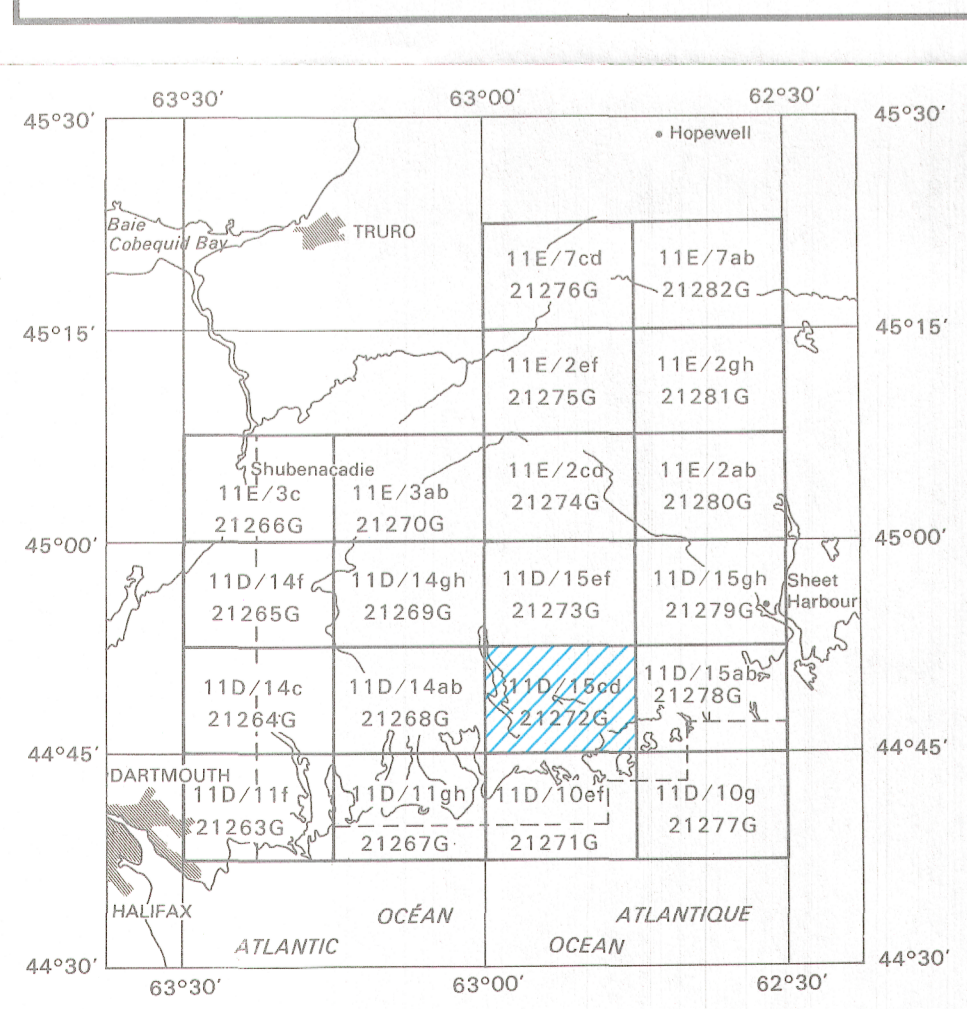 63°30′ 63°00′ 62°30′
45°30′ 45°30′
Hopewell
Baie
Cobequid Bay
TRURO
11E/7cd 11E/7ab
21276G 21282G
45°15′ 45°15′
11E/2ef 11E/2gh
21275G 21281G
Shubenacadie
11E/3c 11E/3ab 11E/2cd 11E/2ab
21266G 21270G 21274G 21280G
45°00′ 45°00′
11D/14f 11D/14gh 11D/15ef 11D/15gh
21265G 21269G 21273G 21279G
Sheet
Harbour
11D/14c 11D/14ab 11D/15cd 11D/15ab
21264G 21268G 21272G 21278G
44°45′ 44°45′
DARTMOUTH
11D/11f 11D/11gh 11D/10ef 11D/10g
21263G 21267G 21271G 21277G
HALIFAX
OCÉAN ATLANTIQUE
ATLANTIC OCEAN
44°30′ 44°30′
63°30′ 63°00′ 62°30′